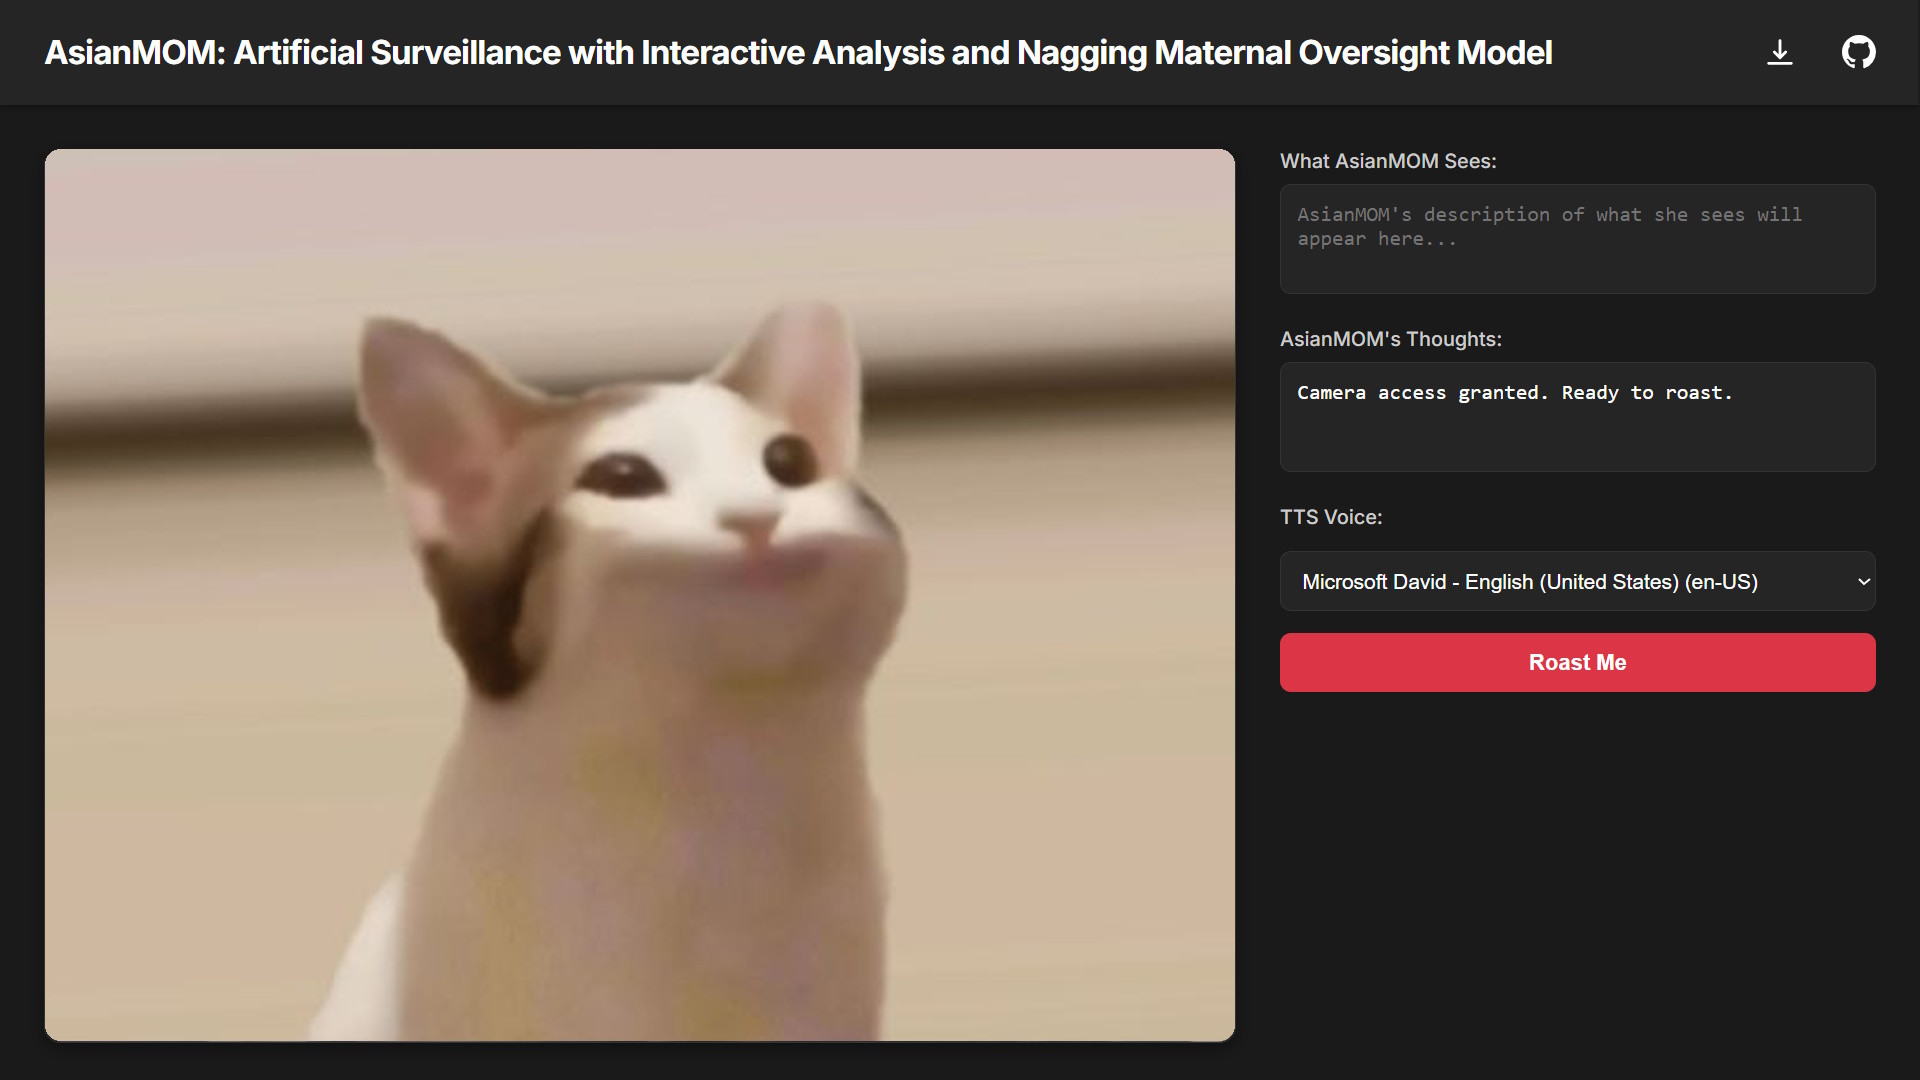 AsianMOM: Artificial Surveillance with Interactive Analysis and Nagging Maternal Oversight Model
What AsianMOM Sees:
AsianMOM's description of what she sees will
appear here...
AsianMOM's Thoughts:
Camera access granted. Ready to roast.
TTS Voice:
Microsoft David - English (United States) (en-US)
Roast Me